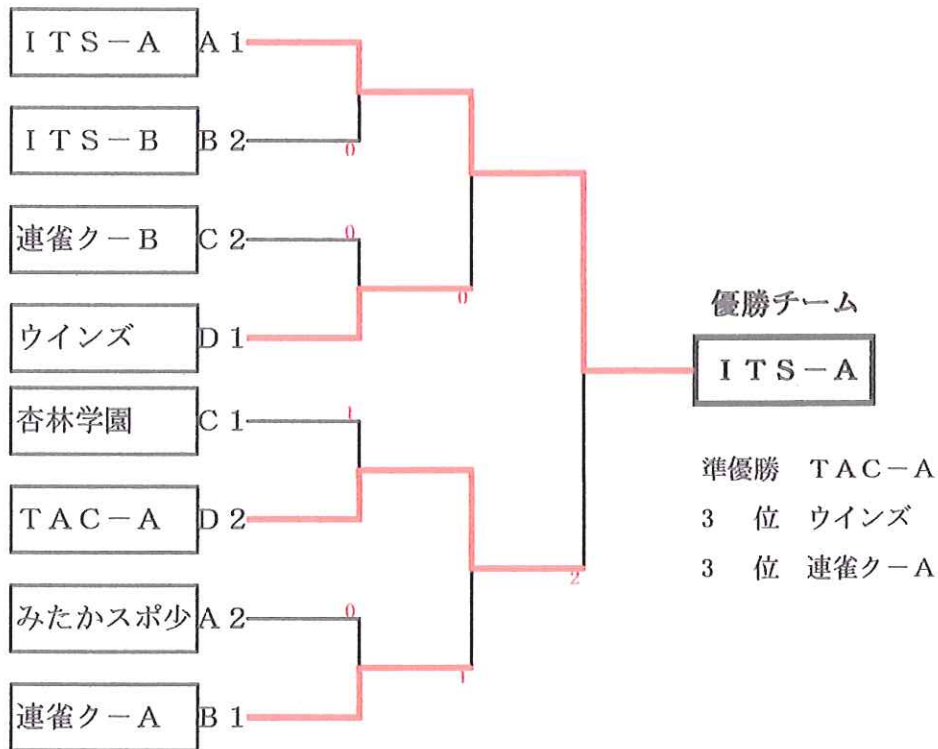 ITS-A A1
ITS-B B2
0
連雀ク-B C2
0
ウインズ D1
0
杏林学園 C1
1
TAC-A D2
2
みたかスポ少 A2
0
連雀ク-A B1
1
優勝チーム
ITS-A
準優勝 TAC-A
3 位 ウインズ
3 位 連雀ク-A